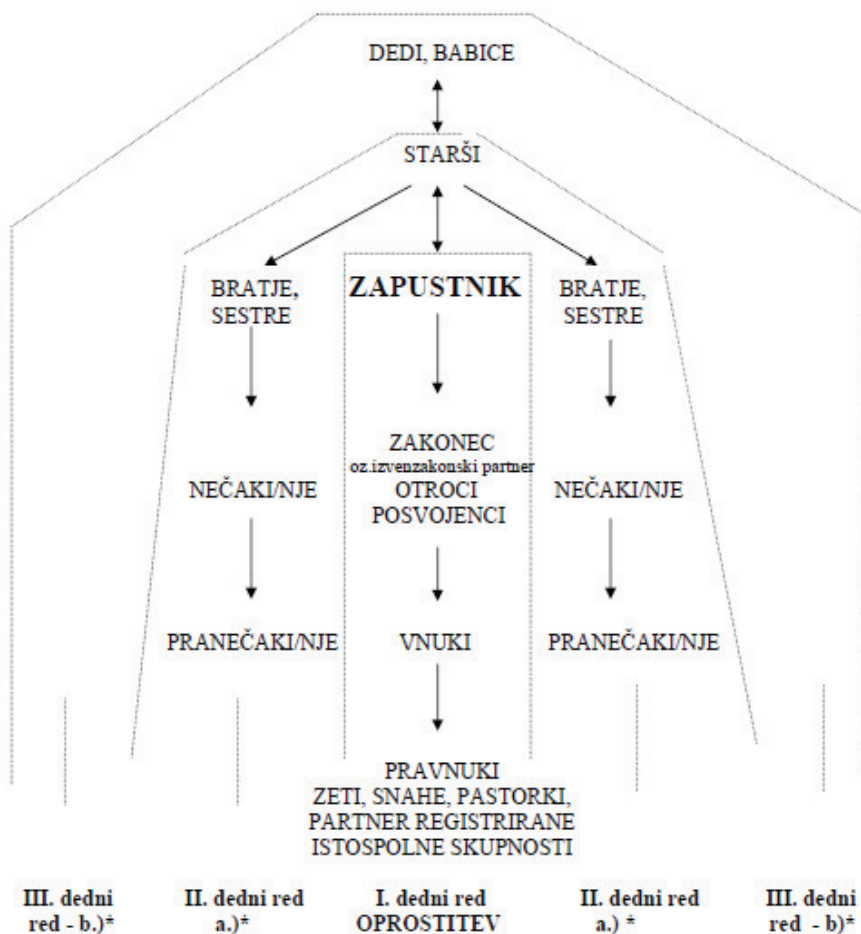 DEDI, BABICE
STARŠI
BRATJE,
SESTRE
ZAPUSTNIK
BRATJE,
SESTRE
ZAKONEC
oz.izvenzakonski partner
OTROCI
POSVOJENCI
NEČAKI/NJE
NEČAKI/NJE
PRANEČAKI/NJE
VNUKI
PRANEČAKI/NJE
PRAVNUKI
ZETI, SNAHE, PASTORKI,
PARTNER REGISTRIRANE
ISTOSPOLNE SKUPNOSTI
III. dedni
red - b.)*
II. dedni red
a.)*
I. dedni red
OPROSTITEV
II. dedni red
a.) *
III. dedni
red - b)*